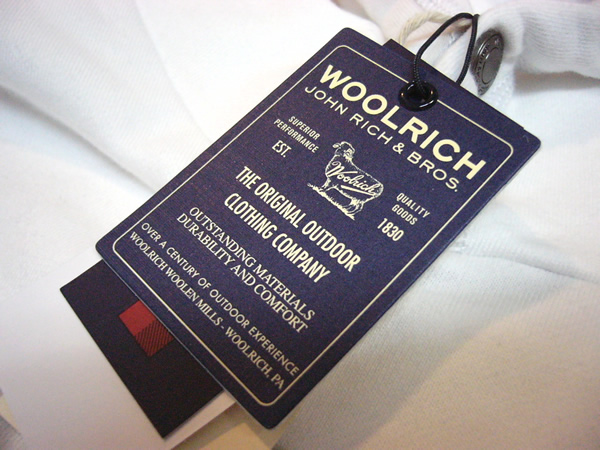 WOOLRICH
JOHN RICH & BROS.
SUPERIOR
PERFORMANCE
EST.
Woolrich
QUALITY
GOODS
1830
THE ORIGINAL OUTDOOR
CLOTHING COMPANY
OUTSTANDING MATERIALS
DURABILITY AND COMFORT
OVER A CENTURY OF OUTDOOR EXPERIENCE
WOOLRICH WOOLEN MILLS - WOOLRICH, PA